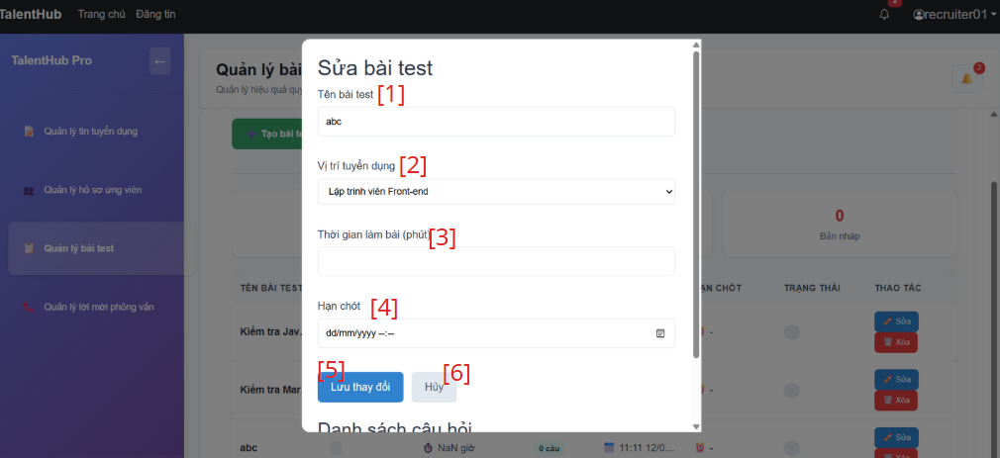 TalentHub Trang chủ Đăng tin 2 recruiter01
TalentHub Pro ←
Quản lý tin tuyển dụng
Quản lý hồ sơ ứng viên
Quản lý bài test
Quản lý lời mời phỏng vấn
Quản lý bài
Quản lý hiệu quả quy
2
Tạo bài te
0
Bản nháp
Sửa bài test
Tên bài test [1]
abc
Vị trí tuyển dụng [2]
Lập trình viên Front-end
Thời gian làm bài (phút) [3]
Hạn chót [4]
dd/mm/yyyy --:--
[5] [6]
Lưu thay đổi Hủy
Danh sách câu hỏi
TÊN BÀI TEST ẠN CHÓT TRẠNG THÁI THAO TÁC
Kiểm tra Jav... - Sửa
Xóa
Kiểm tra Mar - Sửa
Xóa
abc NaN giờ 0 câu 11:11 12/0... - Sửa
Xóa